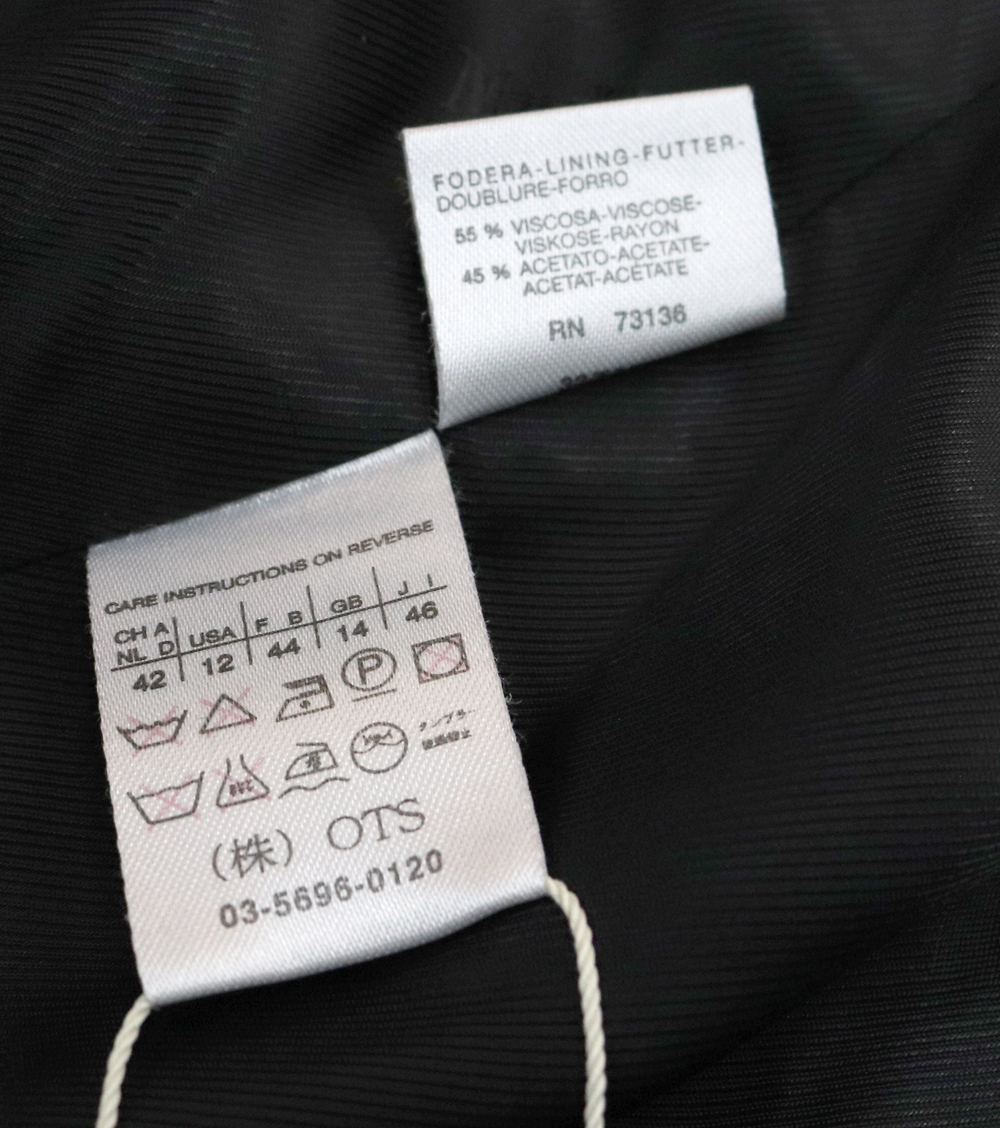 FODERA-LINING-FUTTER-
DOUBLURE-FORRO
55 % VISCOSA-VISCOSE-
VISKOSE-RAYON
45 % ACETATO-ACETATE-
ACETAT-ACETATE
RN 73136
CARE INSTRUCTIONS ON REVERSE
CH A NL D USA F B GB J I
42 12 44 14 46
P
タンブラー
(株) OTS
03-5696-0120